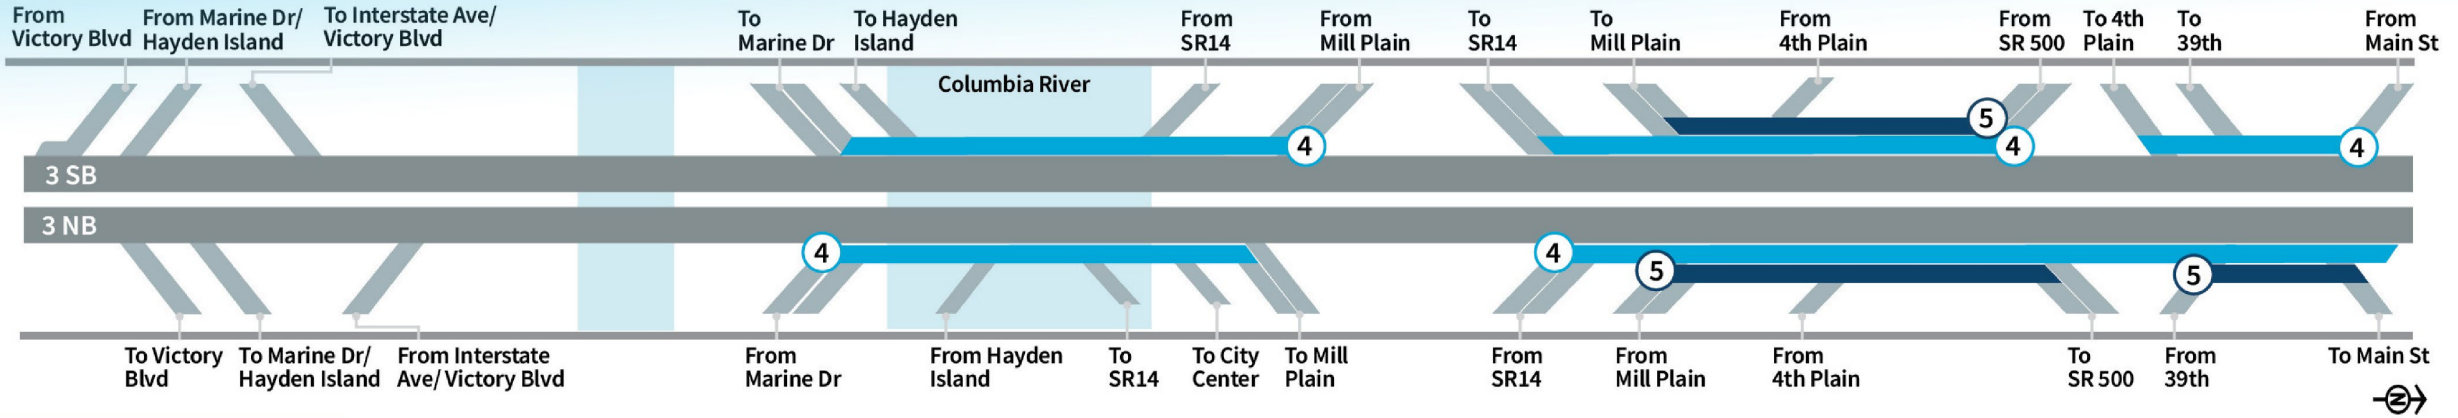 From
Victory Blvd
From Marine Dr/
Hayden Island
To Interstate Ave/
Victory Blvd
To
Marine Dr
To Hayden
Island
From
SR14
From
Mill Plain
To
SR14
To
Mill Plain
From
4th Plain
From
SR 500
To 4th
Plain
To
39th
From
Main St
Columbia River
5
4
4
4
3 SB
3 NB
4
4
5
5
To Victory
Blvd
To Marine Dr/
Hayden Island
From Interstate
Ave/ Victory Blvd
From
Marine Dr
From Hayden
Island
To
SR14
To City
Center
To Mill
Plain
From
SR14
From
Mill Plain
From
4th Plain
To
SR 500
From
39th
To Main St
N